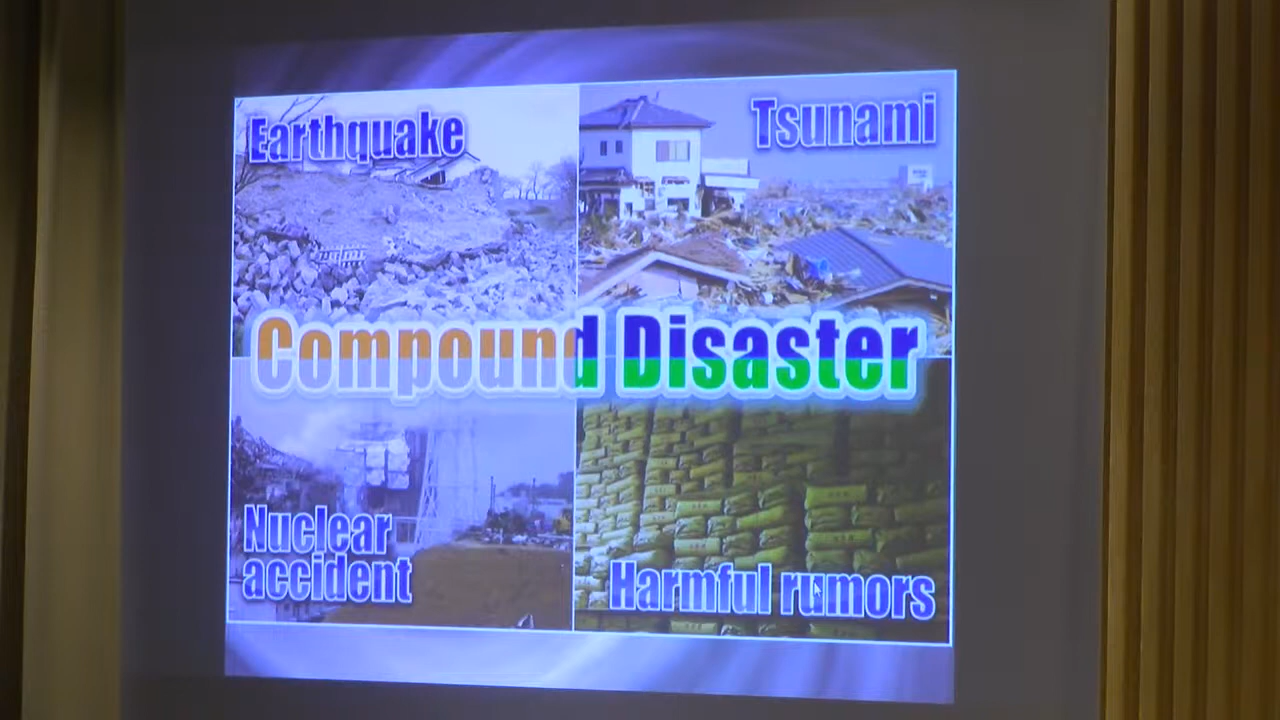 Earthquake
Tsunami
Compound Disaster
Nuclear
accident
Harmful rumors